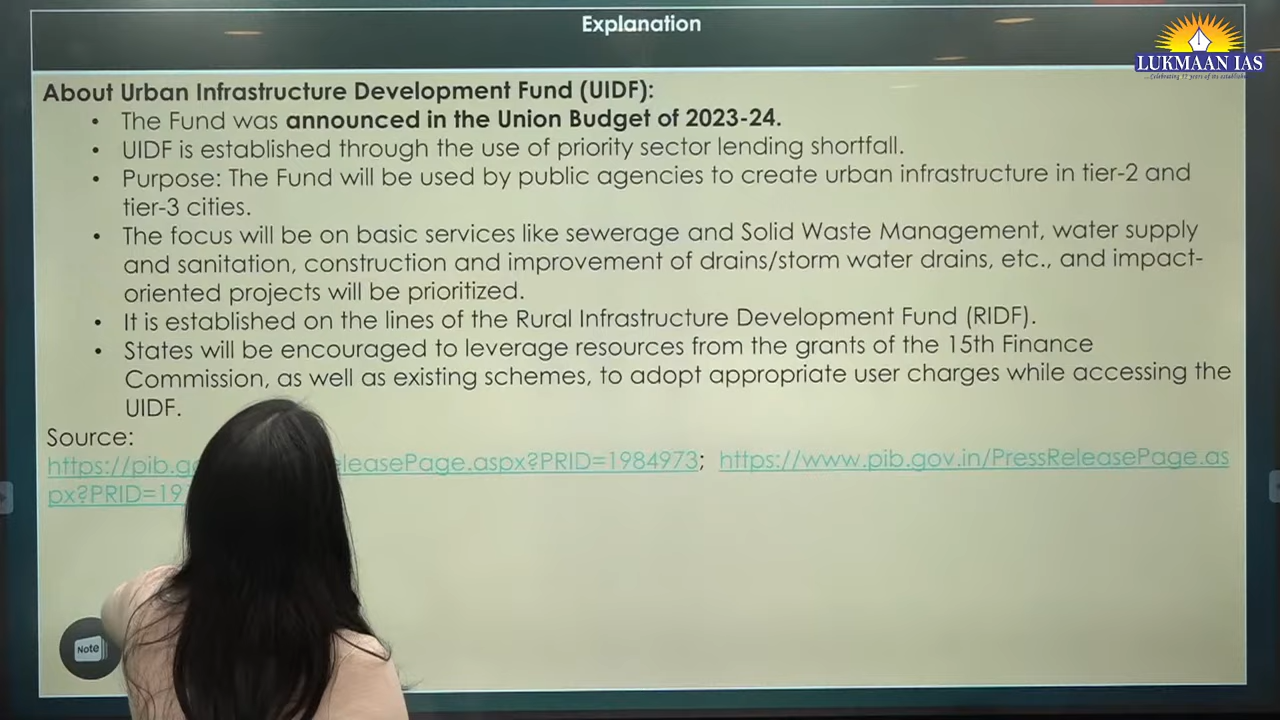 Explanation
LUKMAAN IAS
About Urban Infrastructure Development Fund (UIDF):
• The Fund was announced in the Union Budget of 2023-24.
• UIDF is established through the use of priority sector lending shortfall.
• Purpose: The Fund will be used by public agencies to create urban infrastructure in tier-2 and
tier-3 cities.
• The focus will be on basic services like sewerage and Solid Waste Management, water supply
and sanitation, construction and improvement of drains/storm water drains, etc., and impact-
oriented projects will be prioritized.
• It is established on the lines of the Rural Infrastructure Development Fund (RIDF).
• States will be encouraged to leverage resources from the grants of the 15th Finance
Commission, as well as existing schemes, to adopt appropriate user charges while accessing the
UIDF.
Source:
https://pib.g leasePage.aspx?PRID=1984973; https://www.pib.gov.in/PressReleasePage.as
px?PRID=19
Note